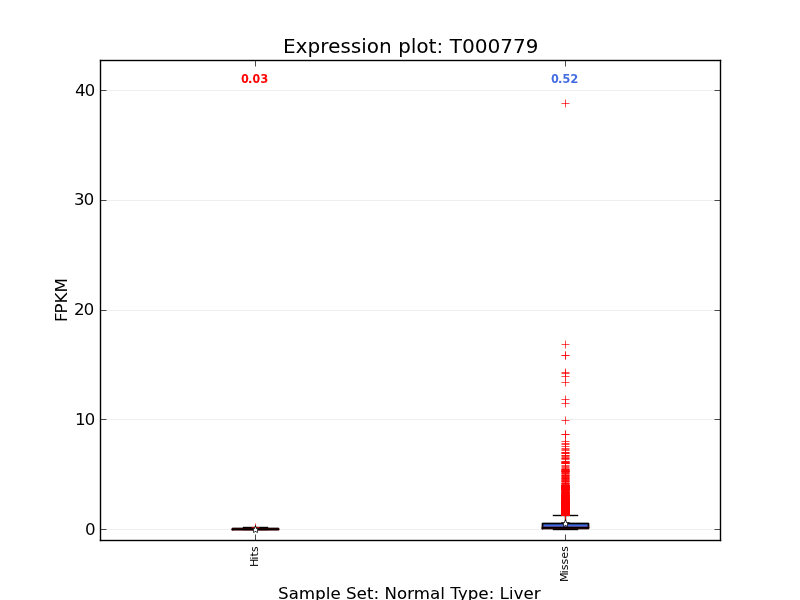 Expression plot: T000779
0.03
0.52
40
30
20
10
0
FPKM
Hits
Misses
Sample Set: Normal Type: Liver